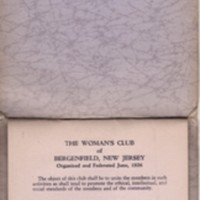 THE WOMAN'S CLUB
of
BERGENFIELD, NEW JERSEY
Organized and Federated June, 1926
The object of this club shall be to unite the members in such
activities as shall tend to promote the ethical, intellectual, and
social standards of the members and of the community.